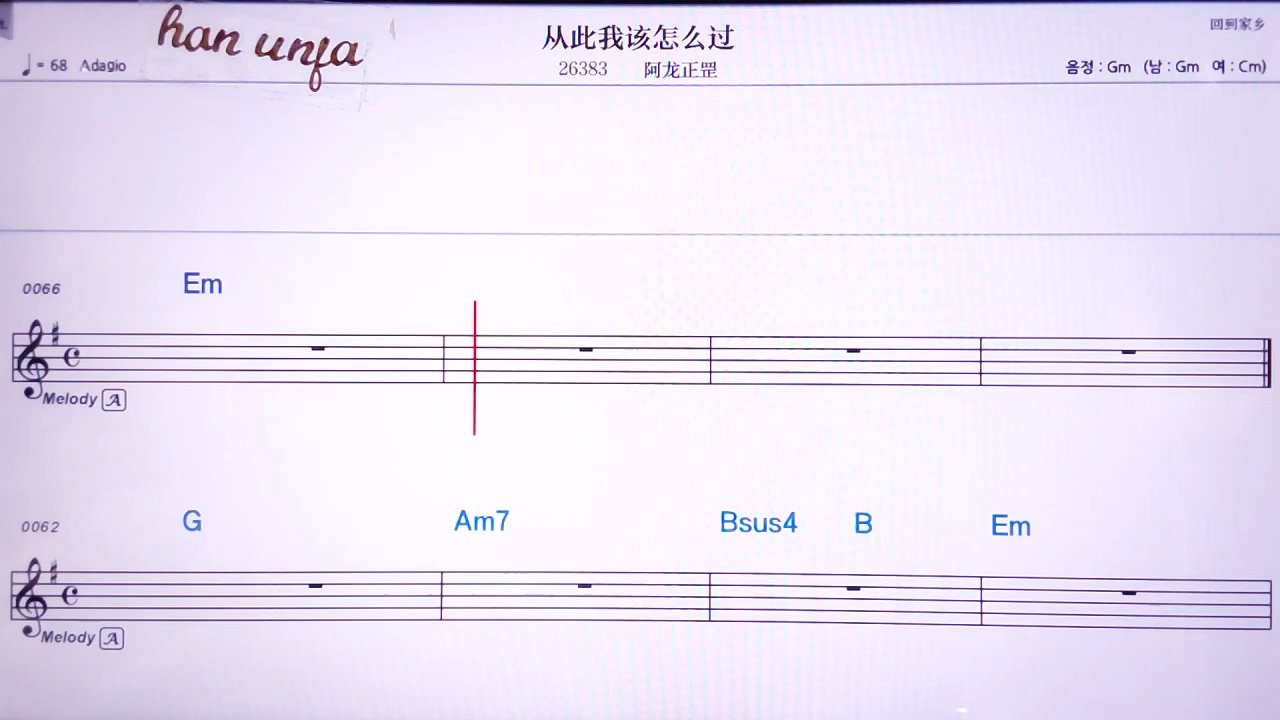 han unfa
从此我该怎么过
回到家乡
♩= 68 Adagio
26383 阿龙正罡
음정 : Gm (남 : Gm 여 : Cm)
0066 Em
Melody A
0062 G Am7 Bsus4 B Em
Melody A